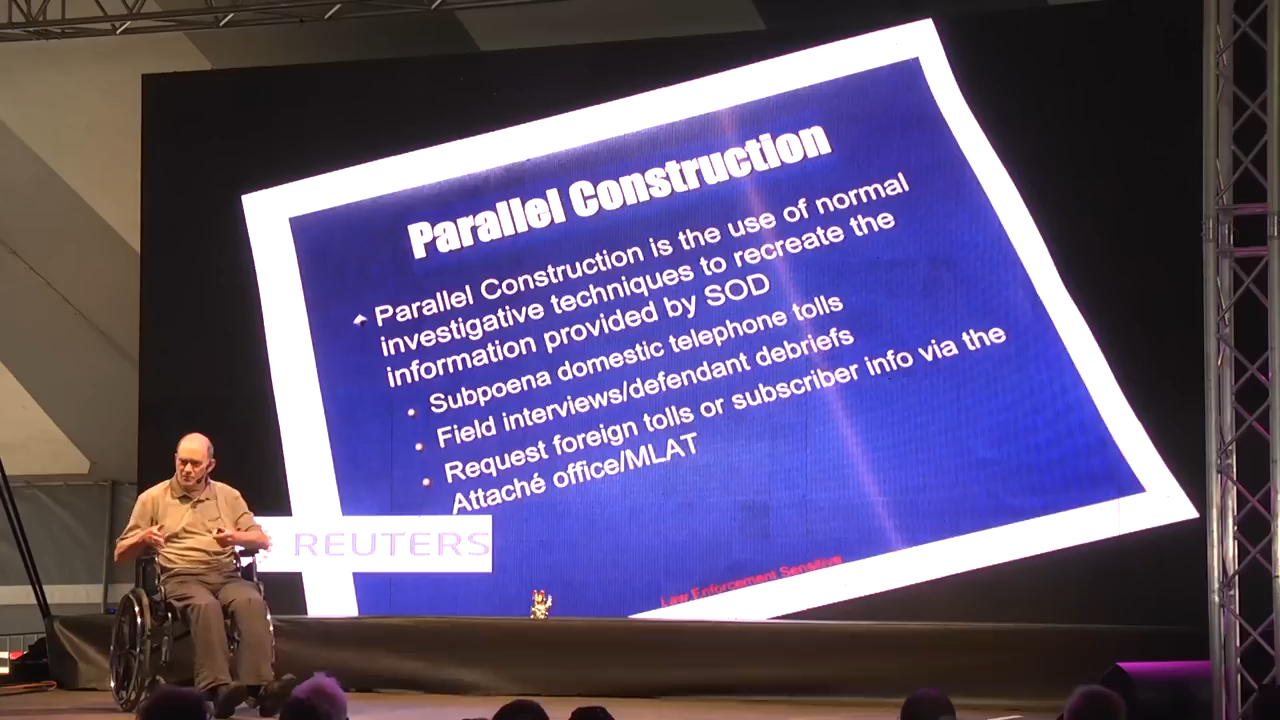 Parallel Construction
Parallel Construction is the use of normal
investigative techniques to recreate the
information provided by SOD
Subpoena domestic telephone tolls
Field interviews/defendant debriefs
Request foreign tolls or subscriber info via the
Attaché office/MLAT
Law Enforcement Sensitive
REUTERS